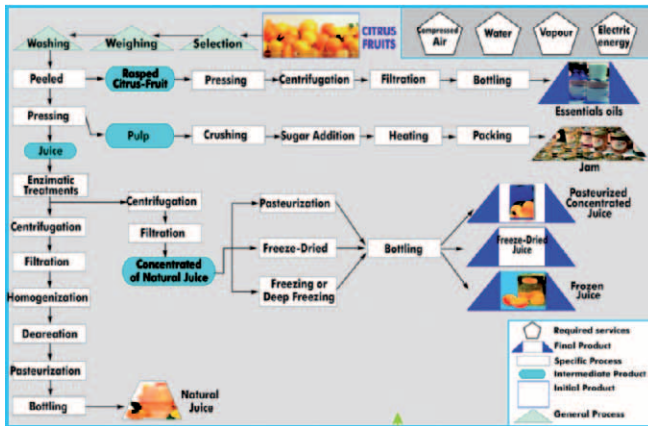 CITRUS
FRUITS
Compressed
Air
Water
Vapour
Electric
energy
Washing
Weighing
Selection
Peeled
Rasped
Citrus-Fruit
Pressing
Centrifugation
Filtration
Bottling
Essentials oils
Pressing
Pulp
Crushing
Sugar Addition
Heating
Packing
Jam
Juice
Enzimatic
Treatments
Centrifugation
Filtration
Concentrated
of Natural Juice
Pasteurization
Freeze-Dried
Freezing or
Deep Freezing
Bottling
Pasteurized
Concentrated
Juice
Freeze-Dried
Juice
Frozen
Juice
Centrifugation
Filtration
Homogenization
Deareation
Pasteurization
Bottling
Natural
Juice
Required services
Final Product
Specific Process
Intermediate Product
Initial Product
General Process